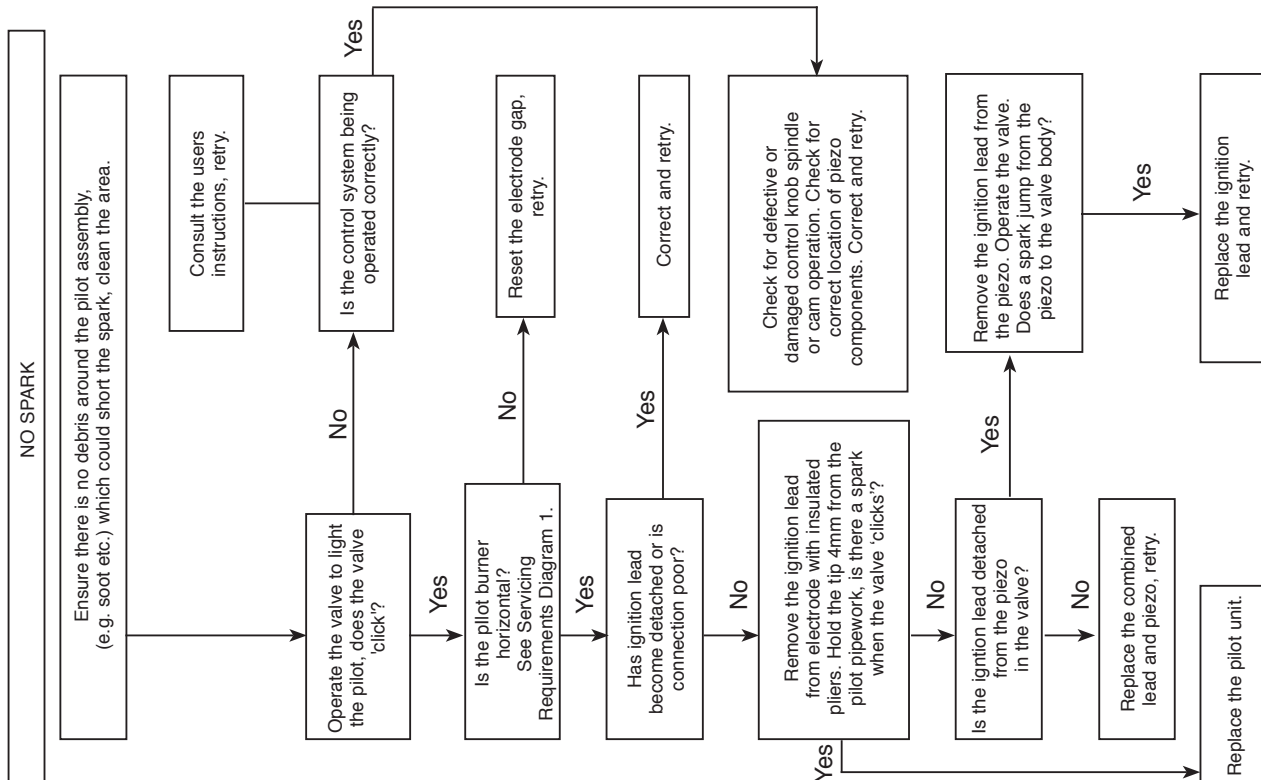 NO SPARK
Ensure there is no debris around the pilot assembly,
(e.g. soot etc.) which could short the spark, clean the area.
Operate the valve to light
the pilot, does the valve
'click'?
No
Is the control system being
operated correctly?
Consult the users
instructions, retry.
Yes
Check for defective or
damaged control knob spindle
or cam operation. Check for
correct location of piezo
components. Correct and retry.
Yes
Is the pilot burner
horizontal?
See Servicing
Requirements Diagram 1.
No
Reset the electrode gap,
retry.
Yes
Has ignition lead
become detached or is
connection poor?
Yes
Correct and retry.
No
Remove the ignition lead
from electrode with insulated
pliers. Hold the tip 4mm from the
pilot pipework, is there a spark
when the valve 'clicks'?
Yes
Replace the pilot unit.
No
Is the igntion lead detached
from the piezo
in the valve?
Yes
Remove the ignition lead from
the piezo. Operate the valve.
Does a spark jump from the
piezo to the valve body?
Yes
Replace the ignition
lead and retry.
No
Replace the combined
lead and piezo, retry.